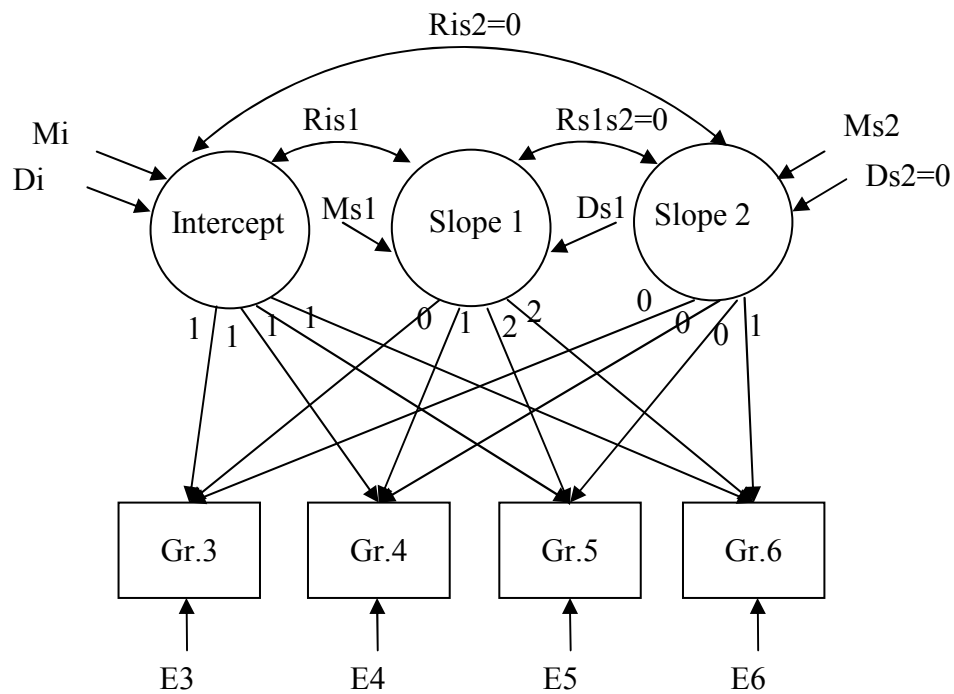 Ris2=0
Mi
Ris1
Rs1s2=0
Ms2
Di
Ds2=0
Intercept
Ms1
Slope 1
Ds1
Slope 2
1 1 1 1
0 1 2 2
0 0 0 1
Gr.3
Gr.4
Gr.5
Gr.6
E3
E4
E5
E6